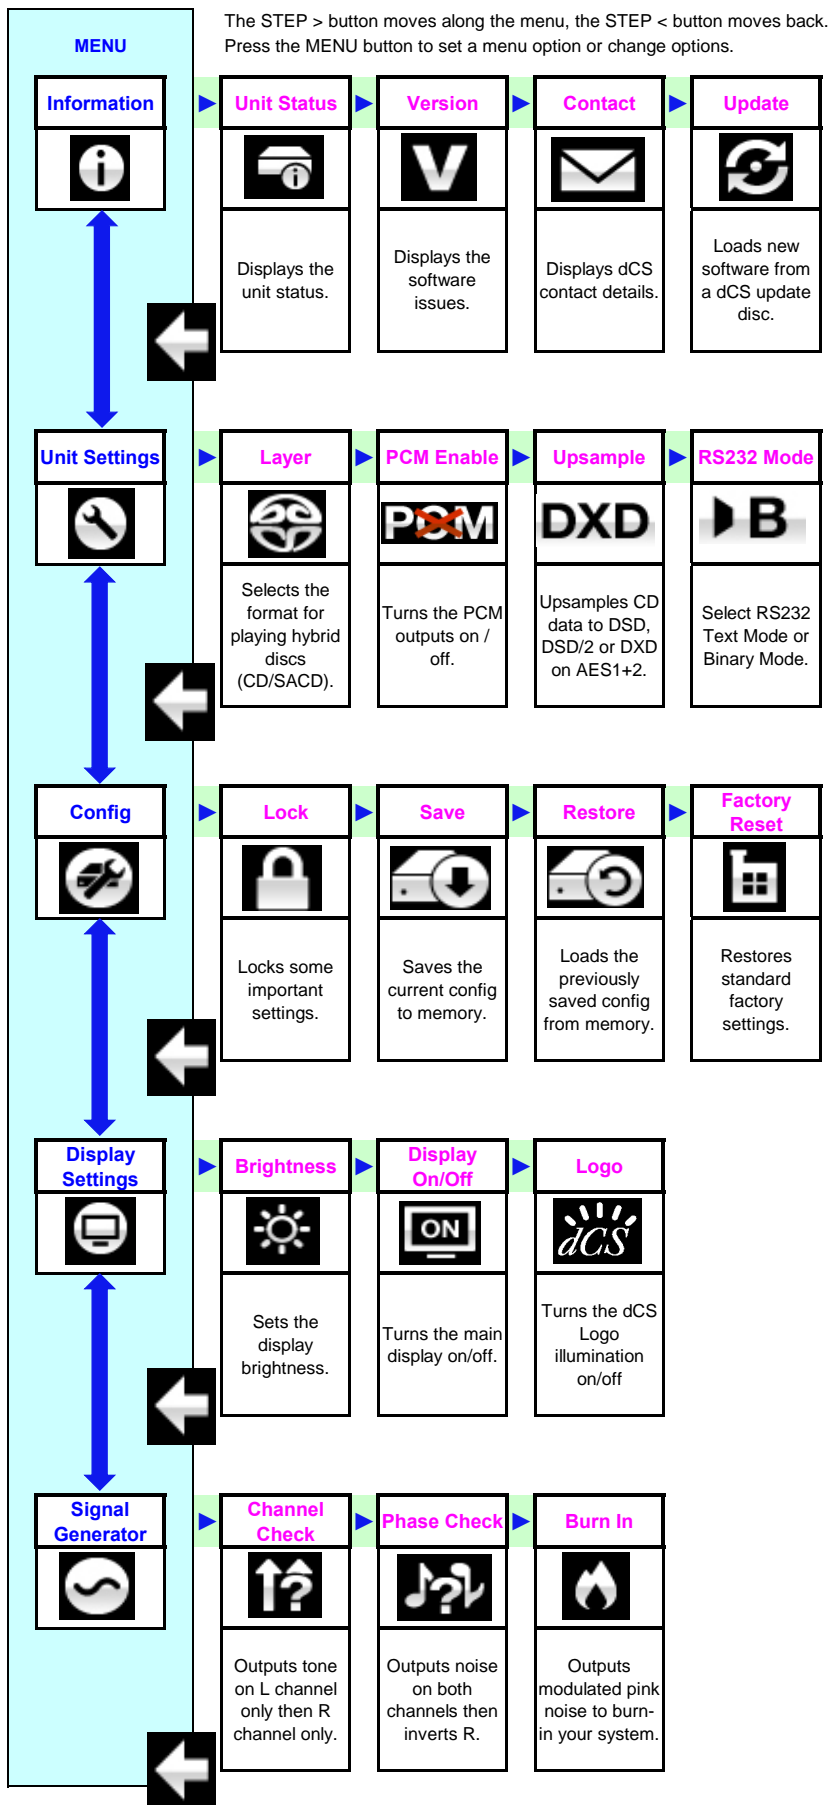 The STEP > button moves along the menu, the STEP < button moves back.
Press the MENU button to set a menu option or change options.
MENU
Information
Unit Status
Version
Contact
Update
V
Displays the
unit status.
Displays the
software
issues.
Displays dCS
contact details.
Loads new
software from
a dCS update
disc.
Unit Settings
Layer
PCM Enable
Upsample
RS232 Mode
PCM
DXD
B
Selects the
format for
playing hybrid
discs
(CD/SACD).
Turns the PCM
outputs on /
off.
Upsamples CD
data to DSD,
DSD/2 or DXD
on AES1+2.
Select RS232
Text Mode or
Binary Mode.
Config
Lock
Save
Restore
Factory
Reset
Locks some
important
settings.
Saves the
current config
to memory.
Loads the
previously
saved config
from memory.
Restores
standard
factory
settings.
Display
Settings
Brightness
Display
On/Off
Logo
ON
dCS
Sets the
display
brightness.
Turns the main
display on/off.
Turns the dCS
Logo
illumination
on/off
Signal
Generator
Channel
Check
Phase Check
Burn In
?
?
Outputs tone
on L channel
only then R
channel only.
Outputs noise
on both
channels then
inverts R.
Outputs
modulated pink
noise to burn-
in your system.